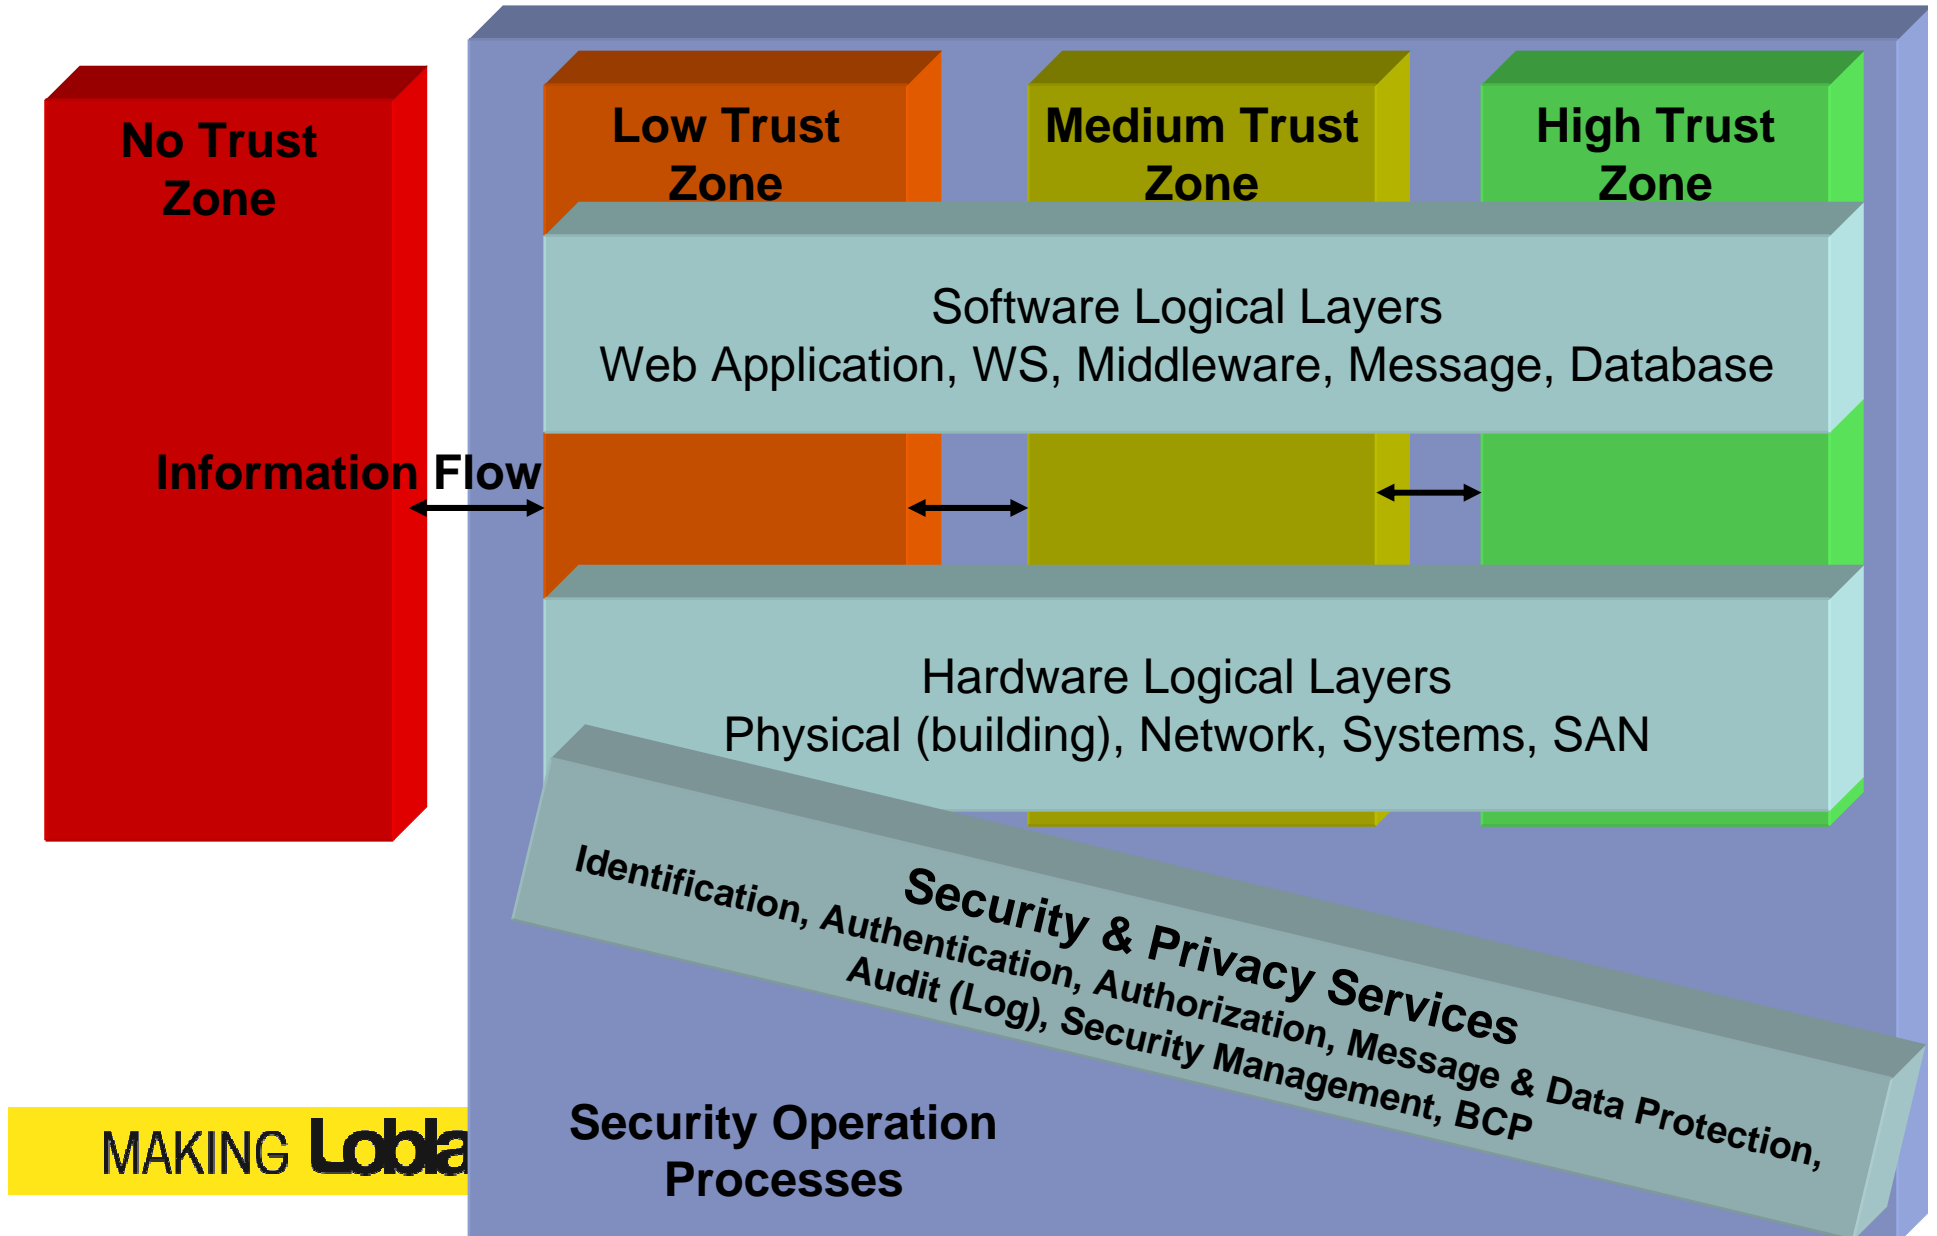 No Trust
Zone
Low Trust
Zone
Medium Trust
Zone
High Trust
Zone
Software Logical Layers
Web Application, WS, Middleware, Message, Database
Information Flow
Hardware Logical Layers
Physical (building), Network, Systems, SAN
Security & Privacy Services
Identification, Authentication, Authorization, Message & Data Protection,
Audit (Log), Security Management, BCP
Security Operation
Processes
MAKING